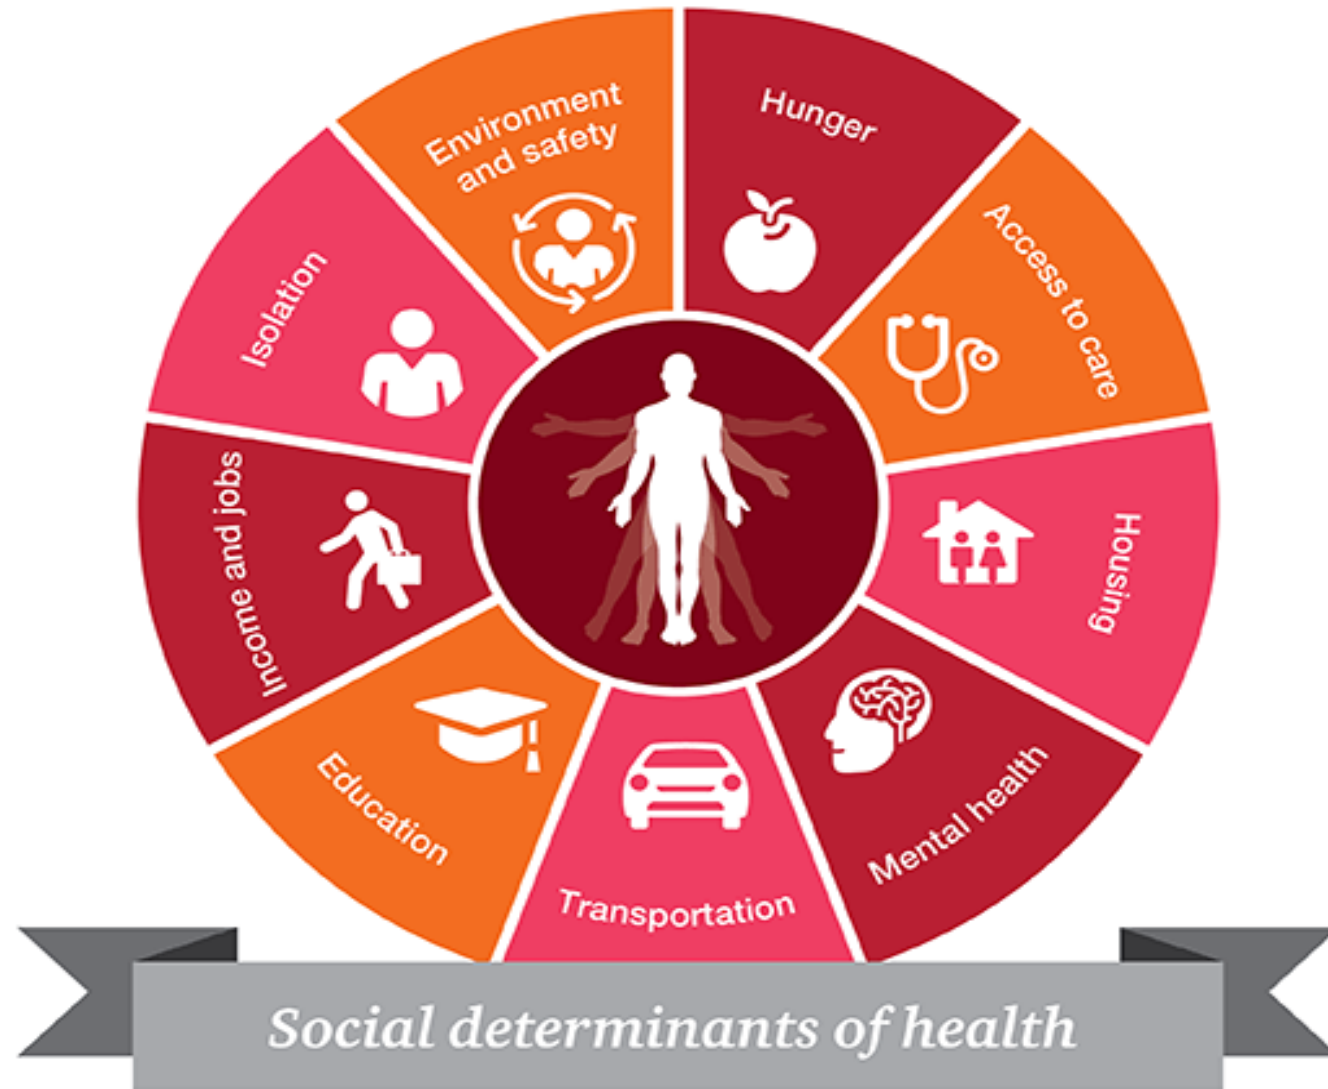 Environment
and safety
Hunger
Access to care
Housing
Mental health
Transportation
Education
Income and jobs
Isolation
Social determinants of health